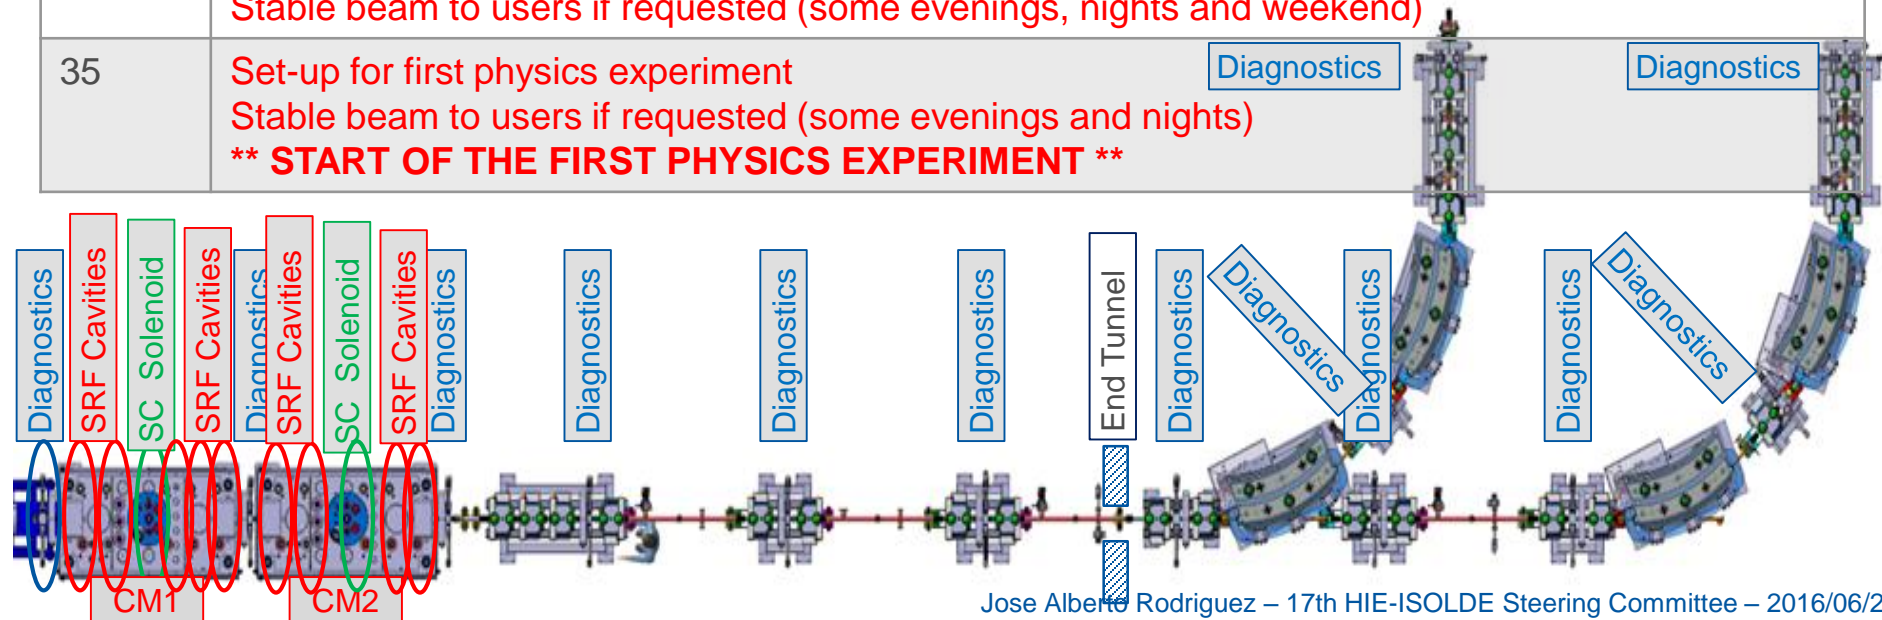 Stable beam to users if requested (some evenings, nights and weekend)
35
Set-up for first physics experiment
Stable beam to users if requested (some evenings and nights)
** START OF THE FIRST PHYSICS EXPERIMENT **
Diagnostics
Diagnostics
Diagnostics
SRF Cavities
SC Solenoid
SRF Cavities
Diagnostics
SRF Cavities
SC Solenoid
SRF Cavities
Diagnostics
Diagnostics
Diagnostics
Diagnostics
End Tunnel
Diagnostics
Diagnostics
Diagnostics
Diagnostics
Diagnostics
CM1
CM2
Jose Alberto Rodriguez – 17th HIE-ISOLDE Steering Committee – 2016/06/2